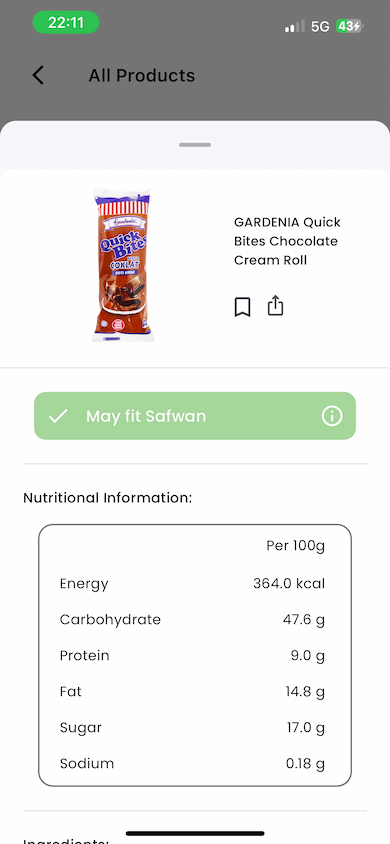 22:11
5G
43
All Products
Gardenia
Quick
Bites
COKLAT
GARDENIA Quick
Bites Chocolate
Cream Roll
May fit Safwan
Nutritional Information:
Per 100g
Energy 364.0 kcal
Carbohydrate 47.6 g
Protein 9.0 g
Fat 14.8 g
Sugar 17.0 g
Sodium 0.18 g
Ingredients: